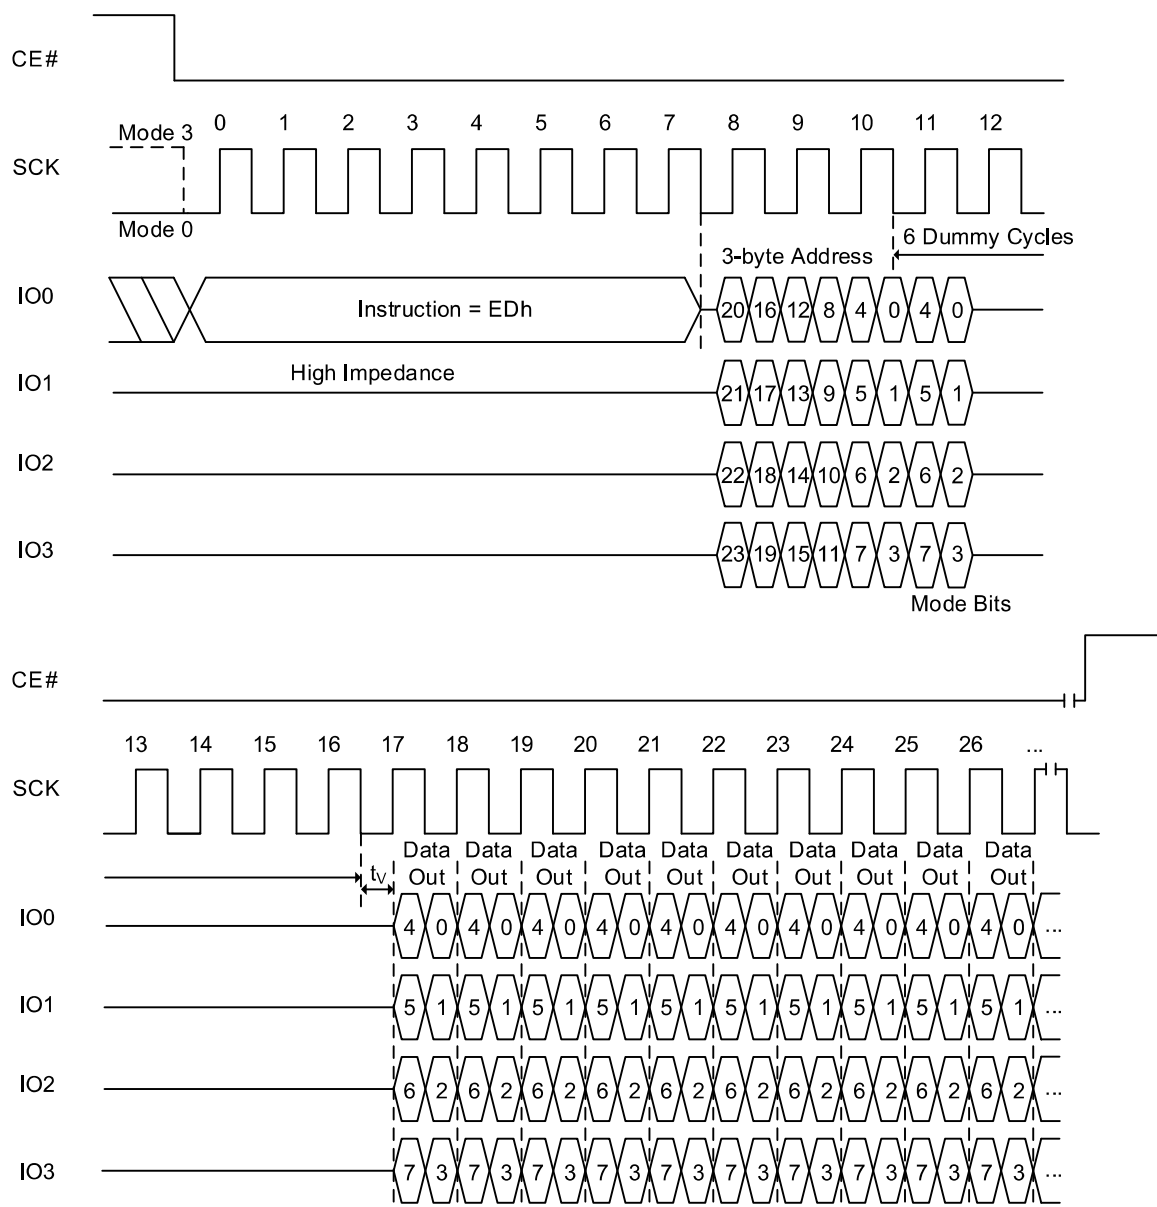 CE#
0 1 2 3 4 5 6 7 8 9 10 11 12
Mode 3
SCK
Mode 0
6 Dummy Cycles
3-byte Address
IO0
Instruction = EDh
20 16 12 8 4 0 4 0
High Impedance
IO1
21 17 13 9 5 1 5 1
IO2
22 18 14 10 6 2 6 2
IO3
23 19 15 11 7 3 7 3
Mode Bits
CE#
13 14 15 16 17 18 19 20 21 22 23 24 25 26 ...
SCK
Data Data Data Data Data Data Data Data Data Data
tV Out Out Out Out Out Out Out Out Out Out
IO0
4 0 4 0 4 0 4 0 4 0 4 0 4 0 4 0 4 0 4 0 ...
IO1
5 1 5 1 5 1 5 1 5 1 5 1 5 1 5 1 5 1 5 1 ...
IO2
6 2 6 2 6 2 6 2 6 2 6 2 6 2 6 2 6 2 6 2 ...
IO3
7 3 7 3 7 3 7 3 7 3 7 3 7 3 7 3 7 3 7 3 ...